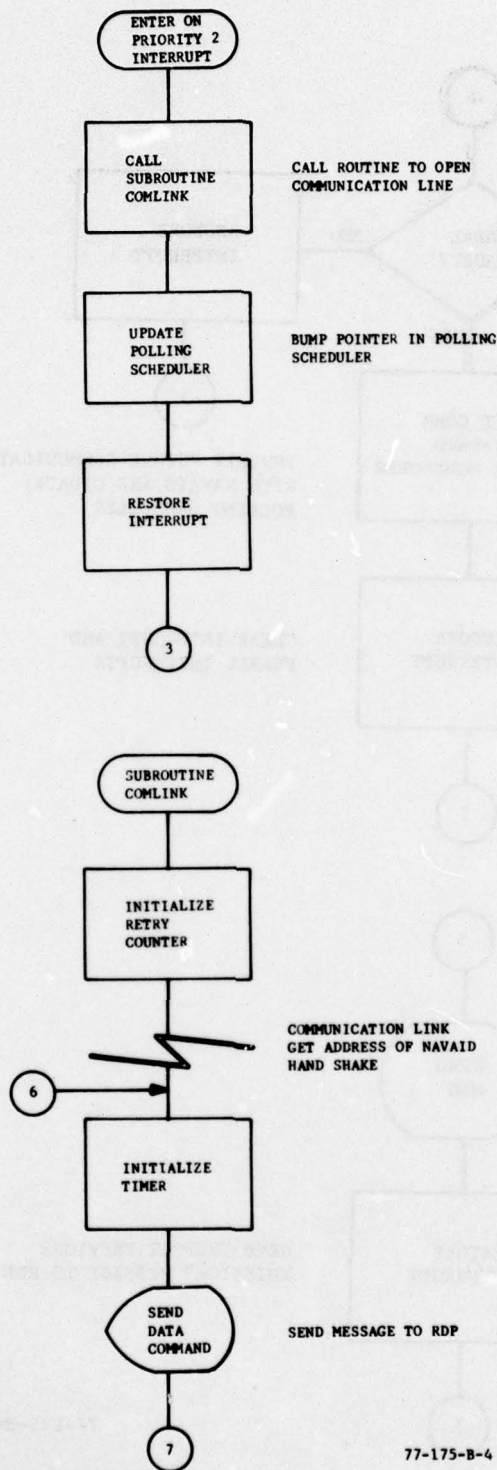 ENTER ON
PRIORITY 2
INTERRUPT
CALL
SUBROUTINE
COMLINK
CALL ROUTINE TO OPEN
COMMUNICATION LINE
UPDATE
POLLING
SCHEDULER
BUMP POINTER IN POLLING
SCHEDULER
RESTORE
INTERRUPT
3
SUBROUTINE
COMLINK
INITIALIZE
RETRY
COUNTER
COMMUNICATION LINK
GET ADDRESS OF NAVAID
HAND SHAKE
6
INITIALIZE
TIMER
SEND
DATA
COMMAND
SEND MESSAGE TO RDP
7
77-175-B-4